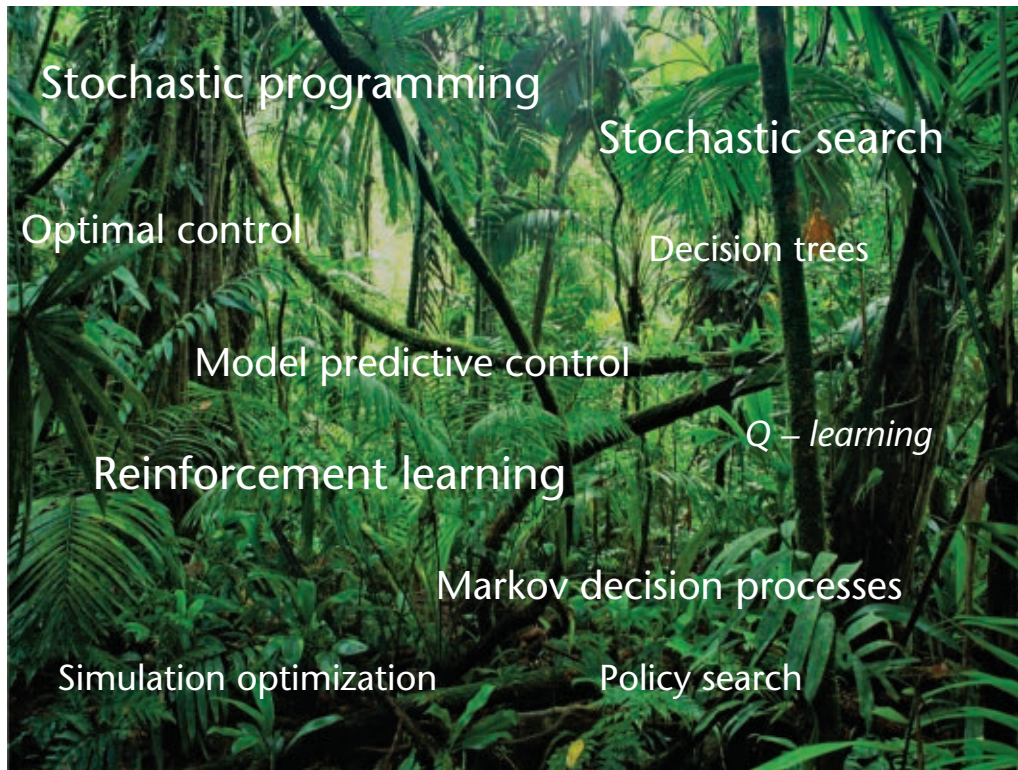 Stochastic programming
Stochastic search
Optimal control
Decision trees
Model predictive control
Q – learning
Reinforcement learning
Markov decision processes
Simulation optimization
Policy search